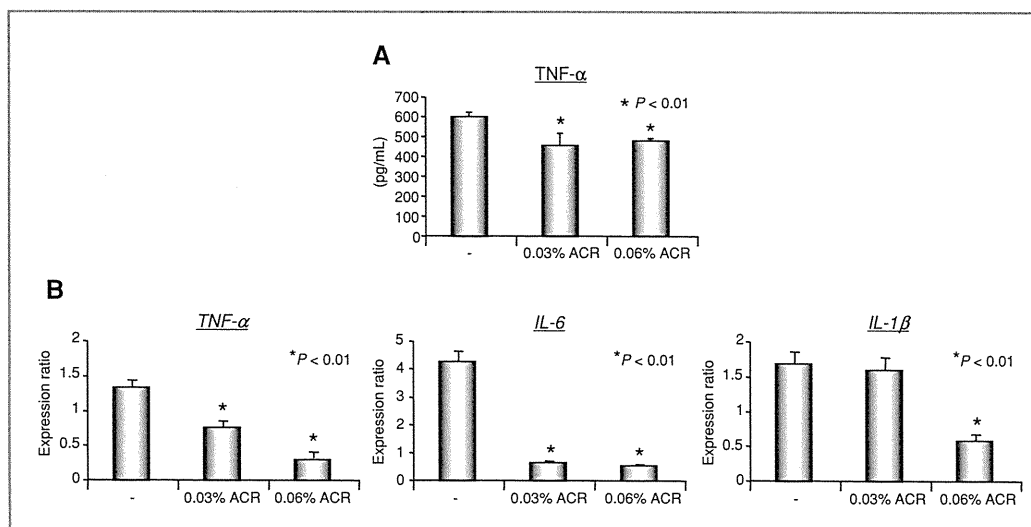 A
TNF-α
700
600
500
400
300
200
100
0
(pg/mL)
* P < 0.01
*
*
-
0.03% ACR
0.06% ACR
B
TNF-α
2
1.5
1
0.5
0
Expression ratio
*P < 0.01
*
*
-
0.03% ACR
0.06% ACR
IL-6
5
4
3
2
1
0
Expression ratio
*P < 0.01
*
*
-
0.03% ACR
0.06% ACR
IL-1β
2
1.5
1
0.5
0
Expression ratio
*P < 0.01
*
-
0.03% ACR
0.06% ACR